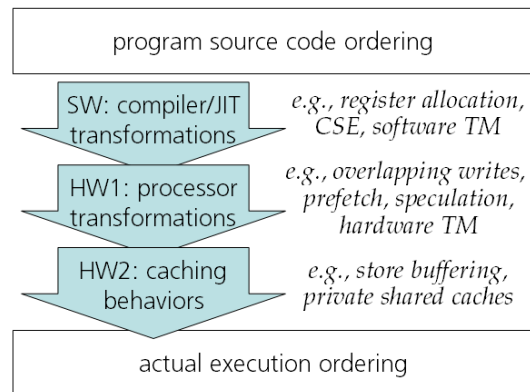 program source code ordering
SW: compiler/JIT
transformations
e.g., register allocation,
CSE, software TM
HW1: processor
transformations
e.g., overlapping writes,
prefetch, speculation,
hardware TM
HW2: caching
behaviors
e.g., store buffering,
private shared caches
actual execution ordering